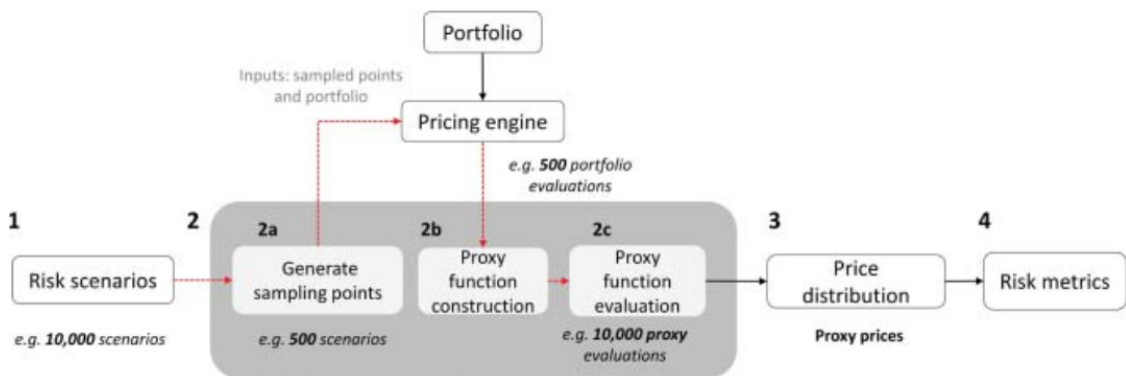 Portfolio
Inputs: sampled points
and portfolio
Pricing engine
e.g. 500 portfolio
evaluations
1
2
3
4
2a
2b
2c
Risk scenarios
Generate
sampling points
Proxy
function
construction
Proxy
function
evaluation
Price
distribution
Risk metrics
e.g. 10,000 scenarios
e.g. 500 scenarios
e.g. 10,000 proxy
evaluations
Proxy prices